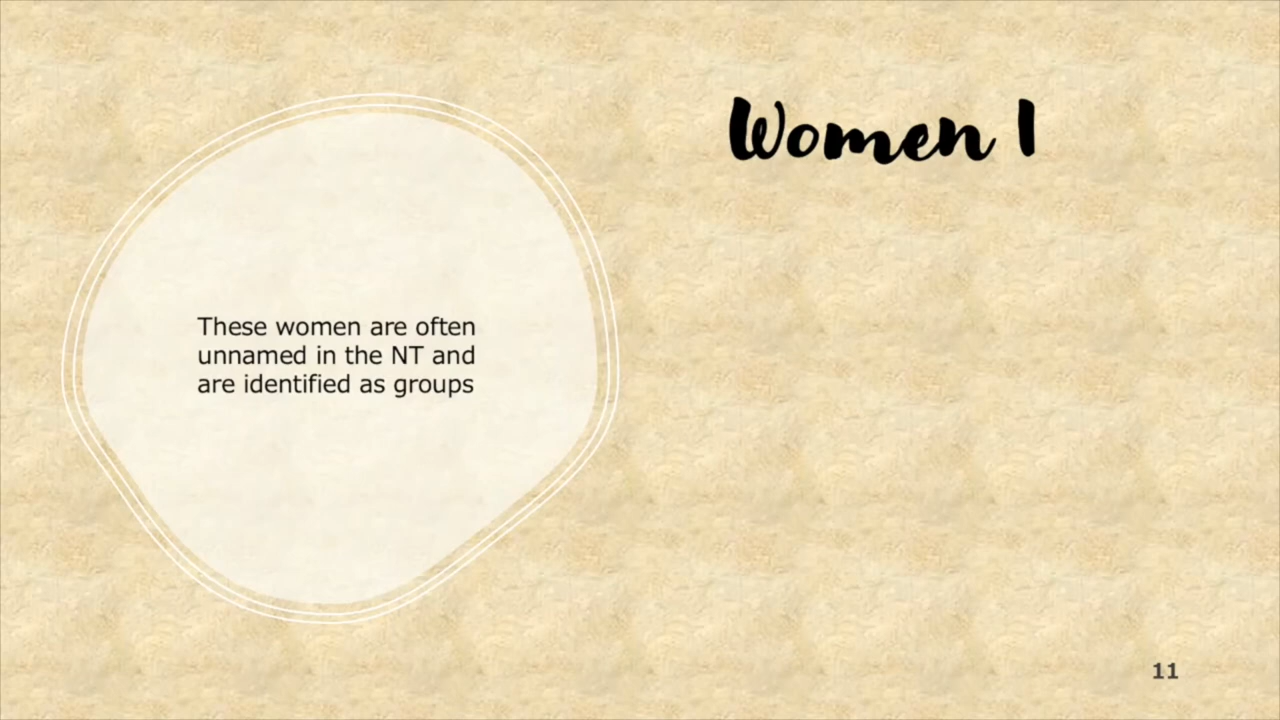 Women I
These women are often
unnamed in the NT and
are identified as groups
11